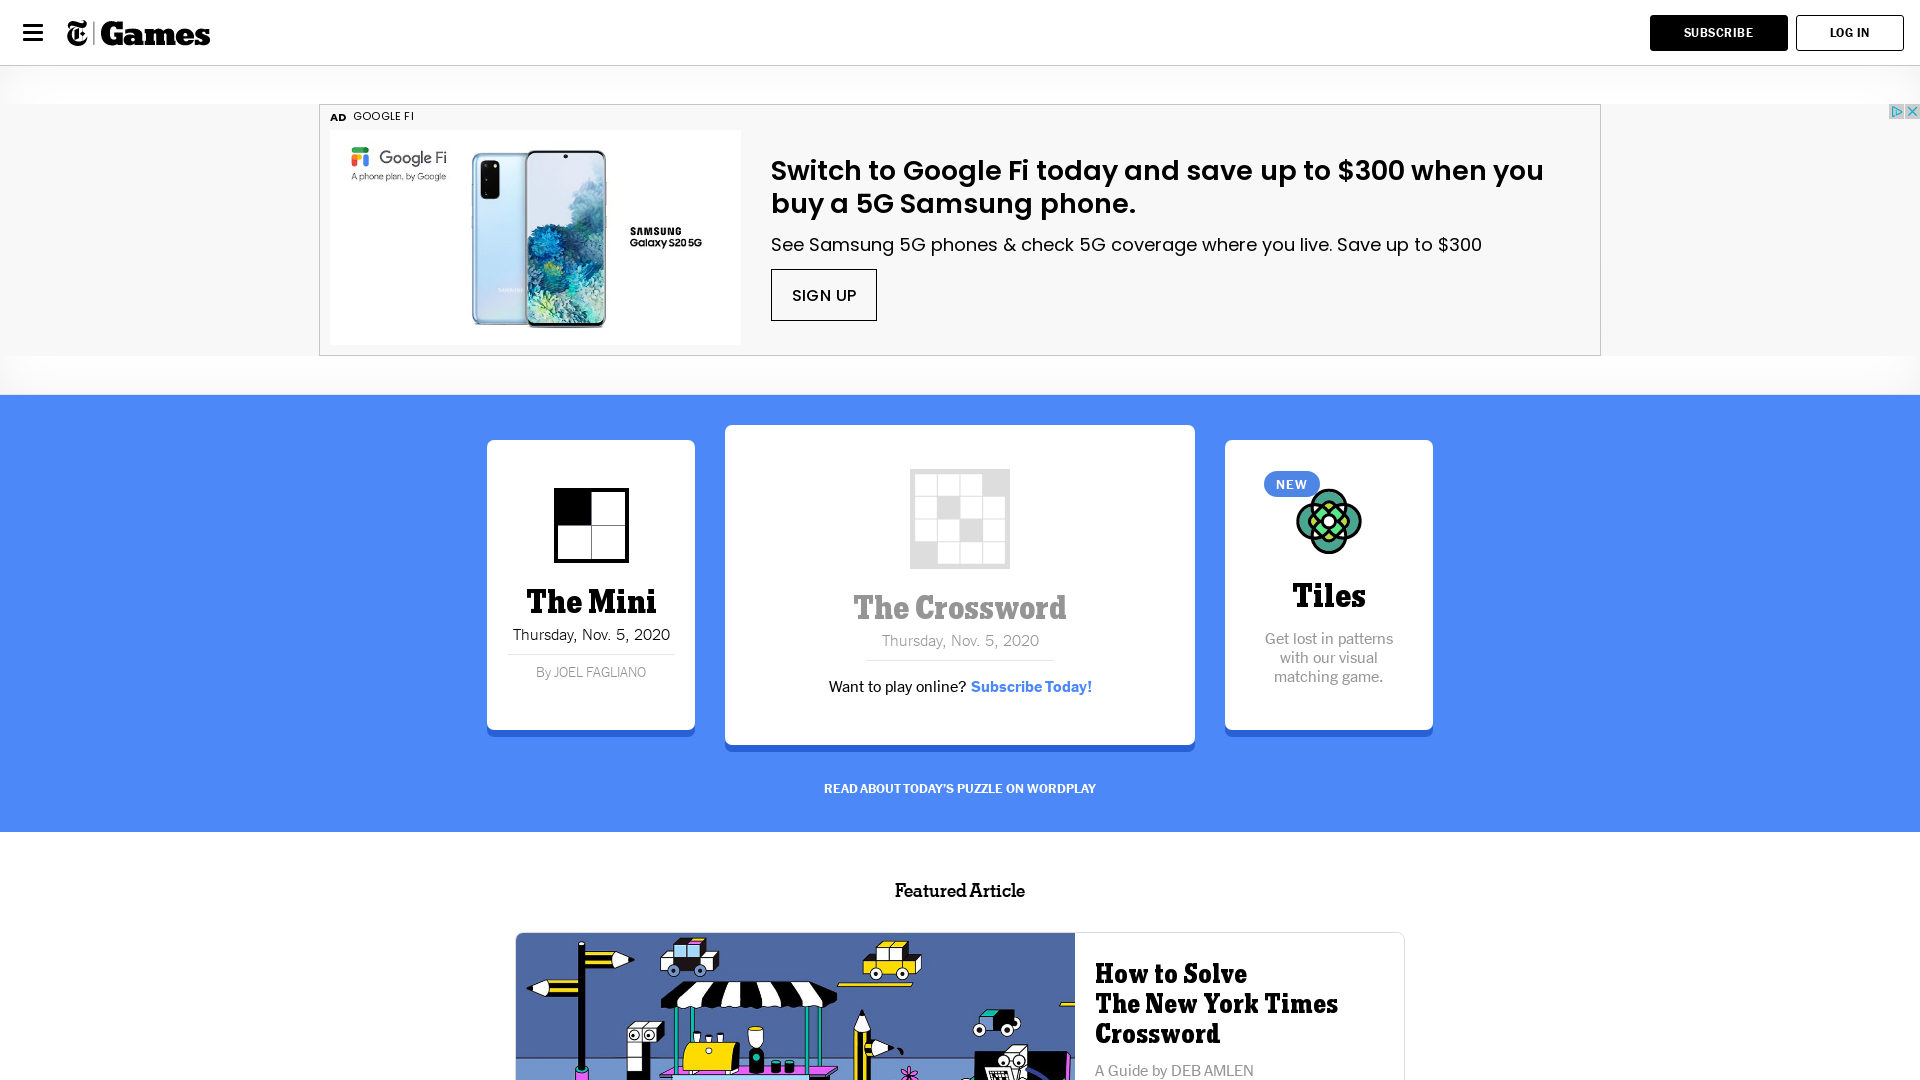 Games
SUBSCRIBE
LOG IN
AD GOOGLE FI
Google Fi
A phone plan, by Google
SAMSUNG
Galaxy S20 5G
Switch to Google Fi today and save up to $300 when you
buy a 5G Samsung phone.
See Samsung 5G phones & check 5G coverage where you live. Save up to $300
SIGN UP
The Mini
Thursday, Nov. 5, 2020
By JOEL FAGLIANO
The Crossword
Thursday, Nov. 5, 2020
Want to play online? Subscribe Today!
NEW
Tiles
Get lost in patterns
with our visual
matching game.
READ ABOUT TODAY'S PUZZLE ON WORDPLAY
Featured Article
How to Solve
The New York Times
Crossword
A Guide by DEB AMLEN